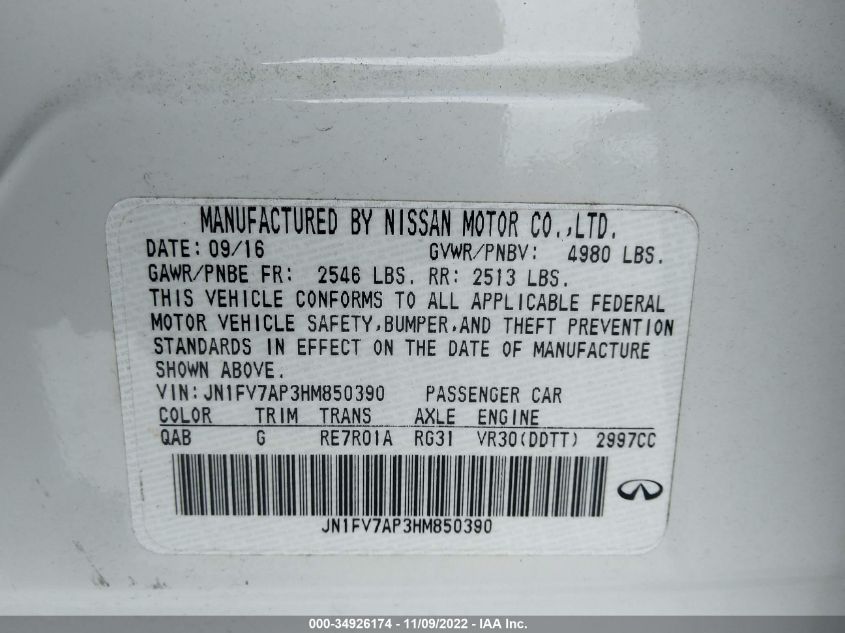 MANUFACTURED BY NISSAN MOTOR CO.,LTD.
DATE: 09/16 GVWR/PNBV: 4980 LBS.
GAWR/PNBE FR: 2546 LBS. RR: 2513 LBS.
THIS VEHICLE CONFORMS TO ALL APPLICABLE FEDERAL
MOTOR VEHICLE SAFETY,BUMPER,AND THEFT PREVENTION
STANDARDS IN EFFECT ON THE DATE OF MANUFACTURE
SHOWN ABOVE.
VIN:JN1FV7AP3HM850390 PASSENGER CAR
COLOR TRIM TRANS AXLE ENGINE
QAB G RE7R01A RG31 VR30(DDTT) 2997CC
JN1FV7AP3HM850390
000-34926174 - 11/09/2022 - IAA Inc.